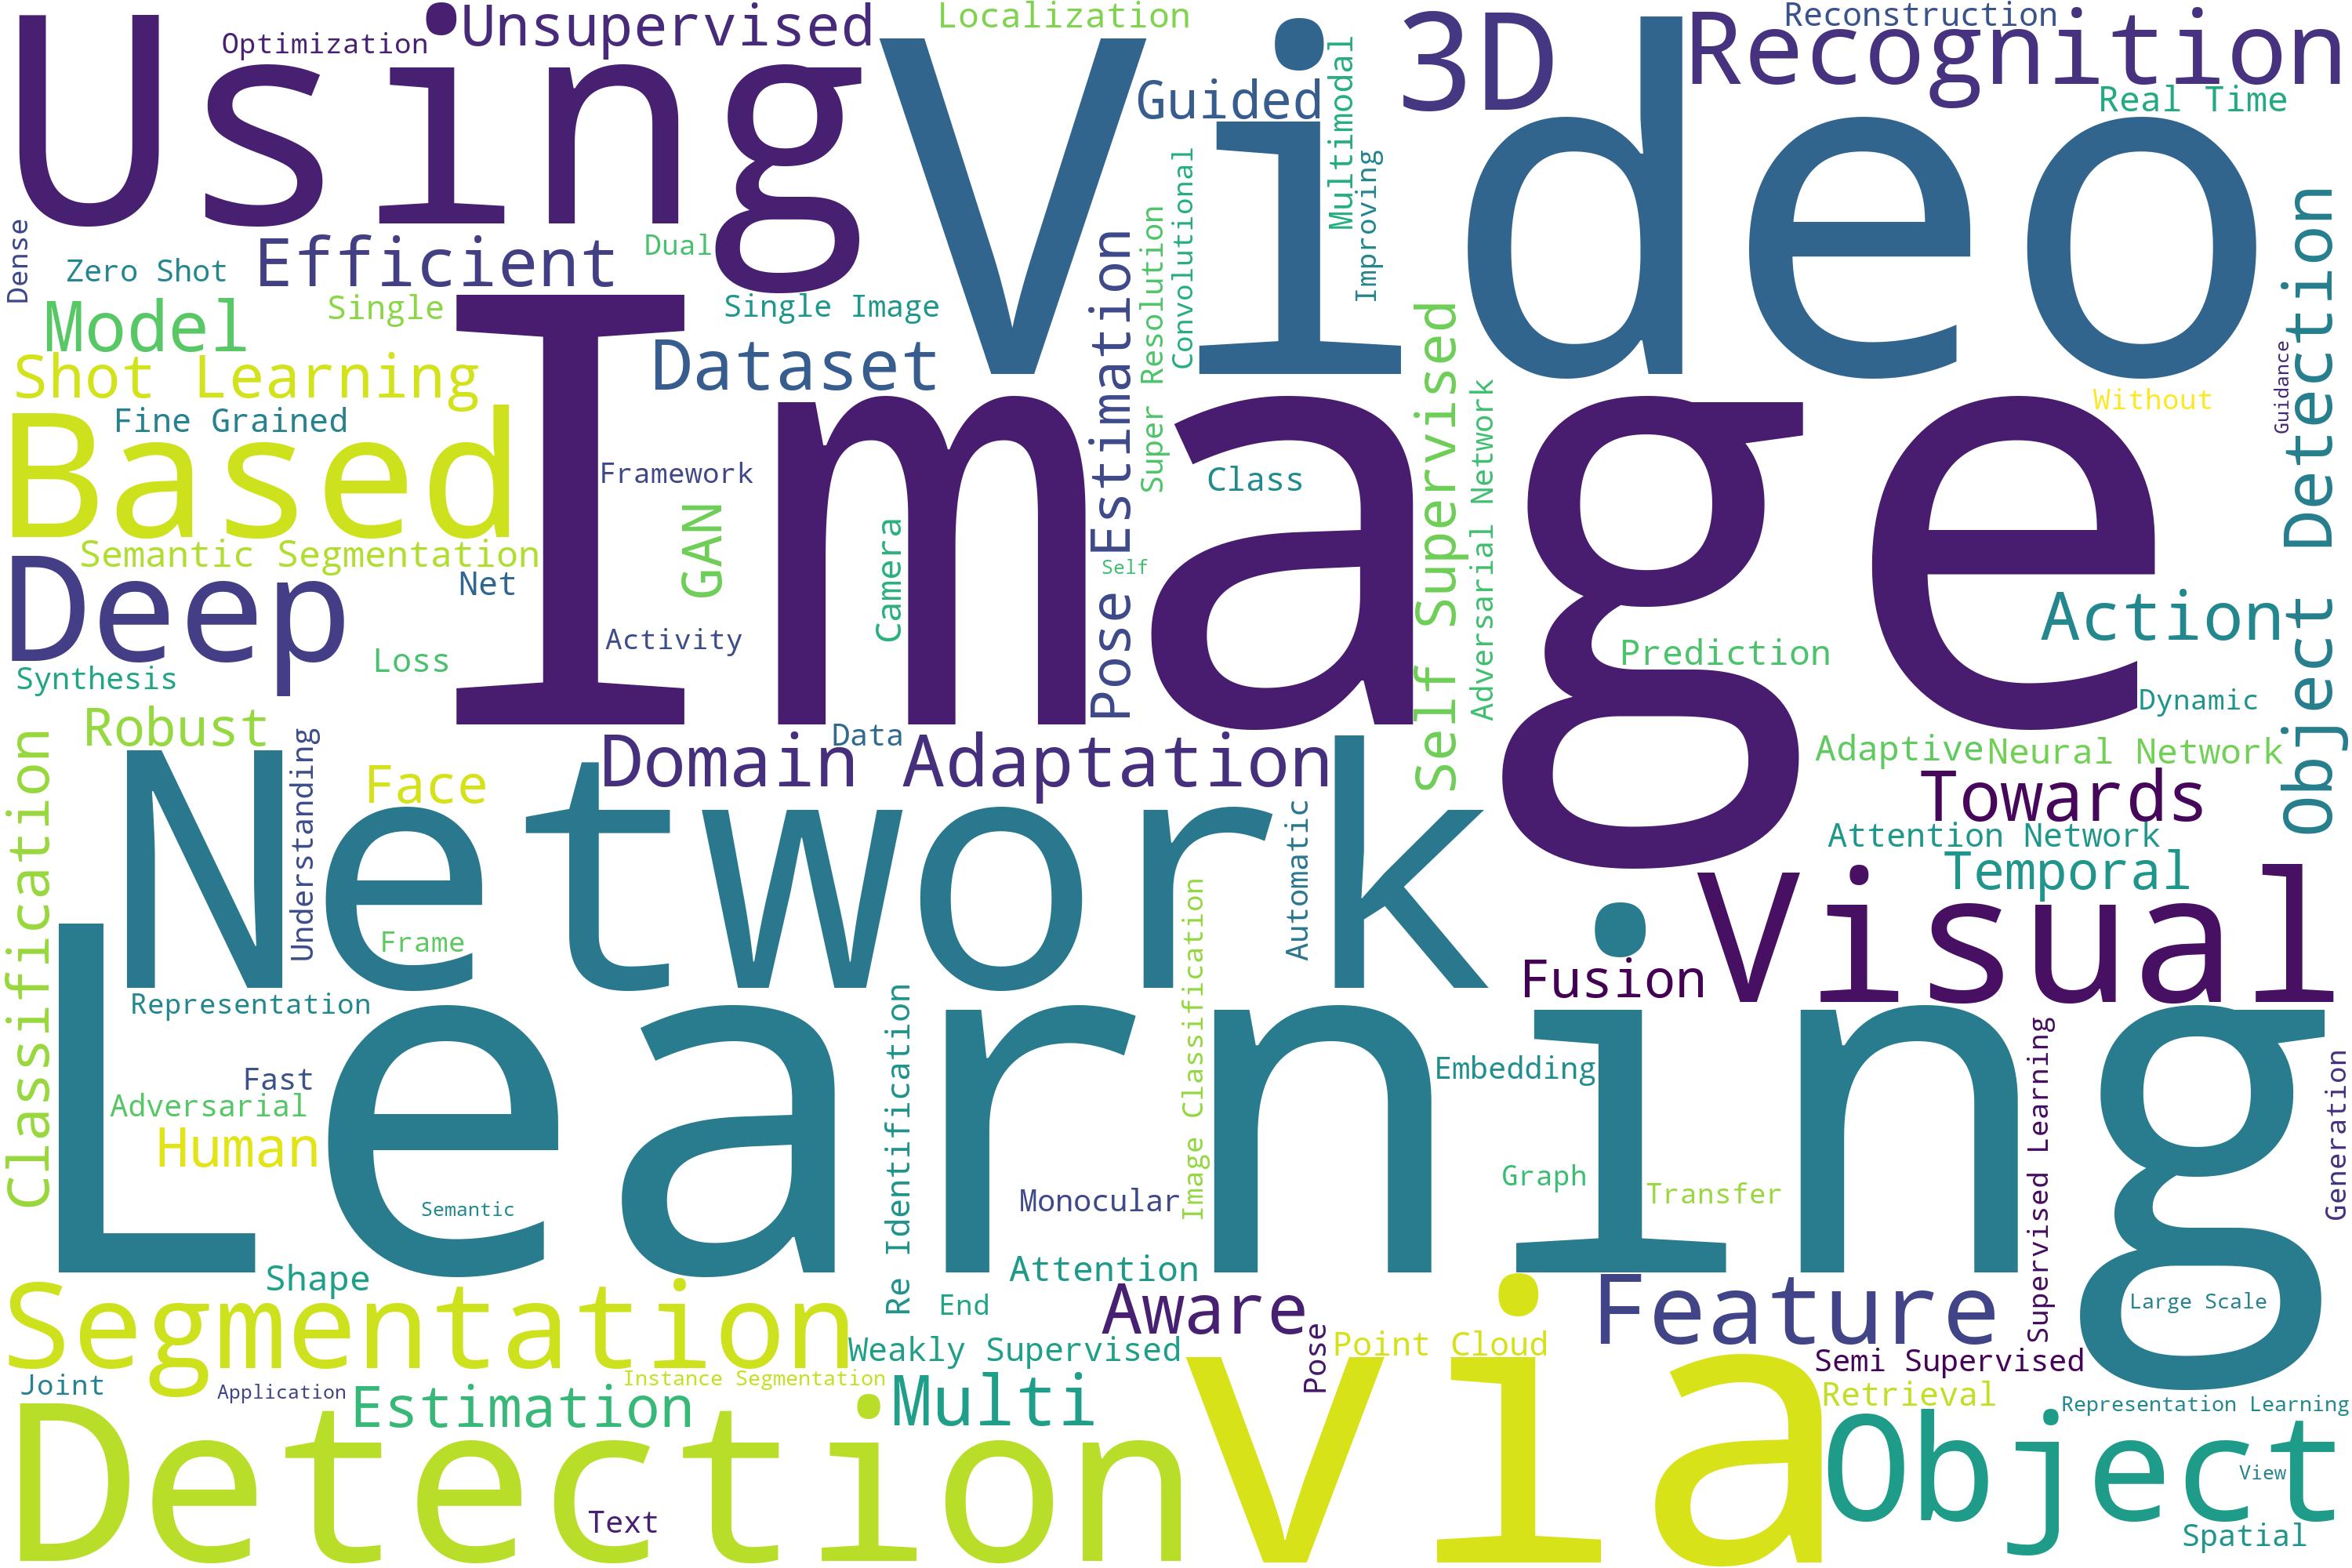 Using
Optimization
Unsupervised
Localization
Video
Guided
Multimodal
3D
Recognition
Reconstruction
Real Time
Dense
Zero Shot
Efficient
Dual
Single
Single Image
Model
Shot Learning
Dataset
Super Resolution
Convolutional
Improving
Pose Estimation
Object Detection
Guidance
Without
Fine Grained
Based
Image
Framework
Class
Self Supervised
Adversarial Network
Semantic Segmentation
GAN
Camera
Self
Net
Deep
Activity
Action
Prediction
Loss
Synthesis
Dynamic
Robust
Data
Domain Adaptation
Adaptive
Neural Network
Classification
Understanding
Face
Towards
Attention Network
Temporal
Network
Automatic
Visual
Frame
Fusion
Representation
Re Identification
Image Classification
Learning
Embedding
Supervised Learning
Generation
Fast
Adversarial
Human
Semantic
Monocular
Graph
Transfer
Attention
Shape
End
Aware
Feature
Large Scale
Segmentation
Weakly Supervised
Pose
Point Cloud
Semi Supervised
Joint
Application
Instance Segmentation
Estimation
Multi
Retrieval
Representation Learning
Detection
via
Object
View
Text
Spatial